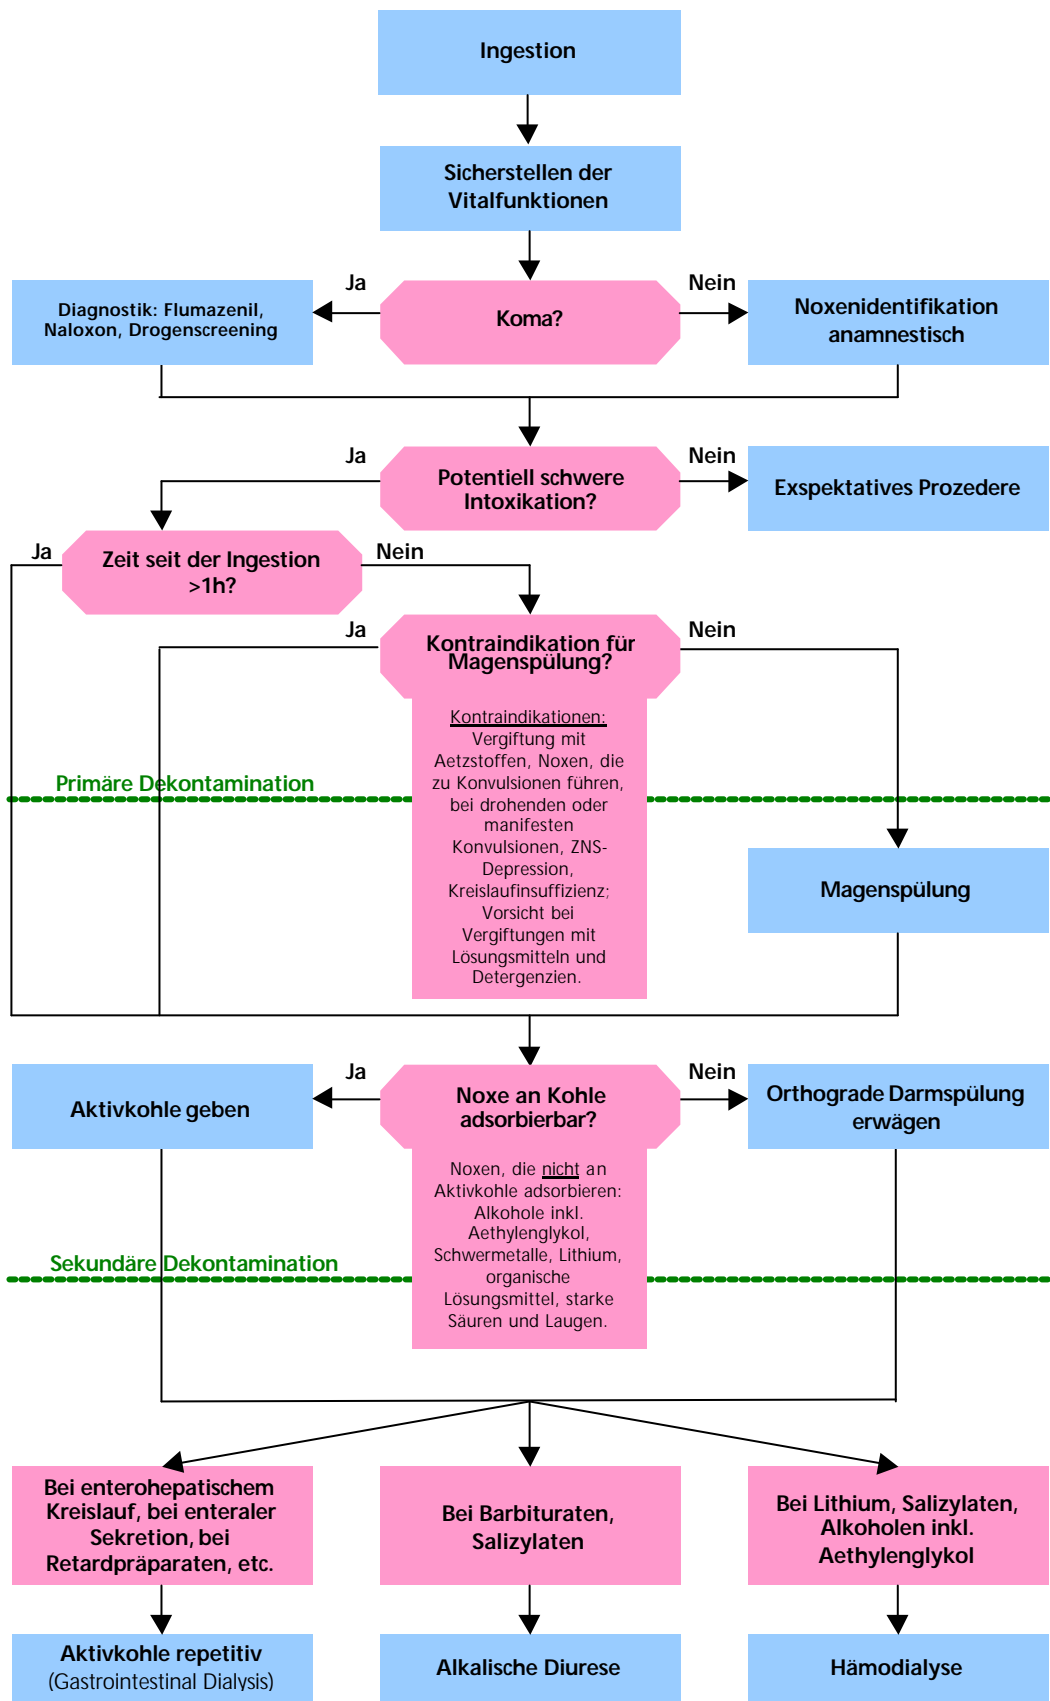 Ingestion
Sicherstellen der
Vitalfunktionen
Ja
Nein
Diagnostik: Flumazenil,
Naloxon, Drogenscreening
Koma?
Noxenidentifikation
anamnestisch
Ja
Nein
Potentiell schwere
Intoxikation?
Exspektatives Prozedere
Ja
Zeit seit der Ingestion
>1h?
Nein
Ja
Kontraindikation für
Magenspülung?
Nein
Kontraindikationen:
Vergiftung mit
Aetzstoffen, Noxen, die
zu Konvulsionen führen,
bei drohenden oder
manifesten
Konvulsionen, ZNS-
Depression,
Kreislaufinsuffizienz;
Vorsicht bei
Vergiftungen mit
Lösungsmitteln und
Detergenzien.
Primäre Dekontamination
Magenspülung
Ja
Nein
Aktivkohle geben
Noxe an Kohle
adsorbierbar?
Orthograde Darmspülung
erwägen
Noxen, die nicht an
Aktivkohle adsorbieren:
Alkohole inkl.
Aethylenglykol,
Schwermetalle, Lithium,
organische
Lösungsmittel, starke
Säuren und Laugen.
Sekundäre Dekontamination
Bei enterohepatischem
Kreislauf, bei enteraler
Sekretion, bei
Retardpräparaten, etc.
Bei Barbituraten,
Salizylaten
Bei Lithium, Salizylaten,
Alkoholen inkl.
Aethylenglykol
Aktivkohle repetitiv
(Gastrointestinal Dialysis)
Alkalische Diurese
Hämodialyse